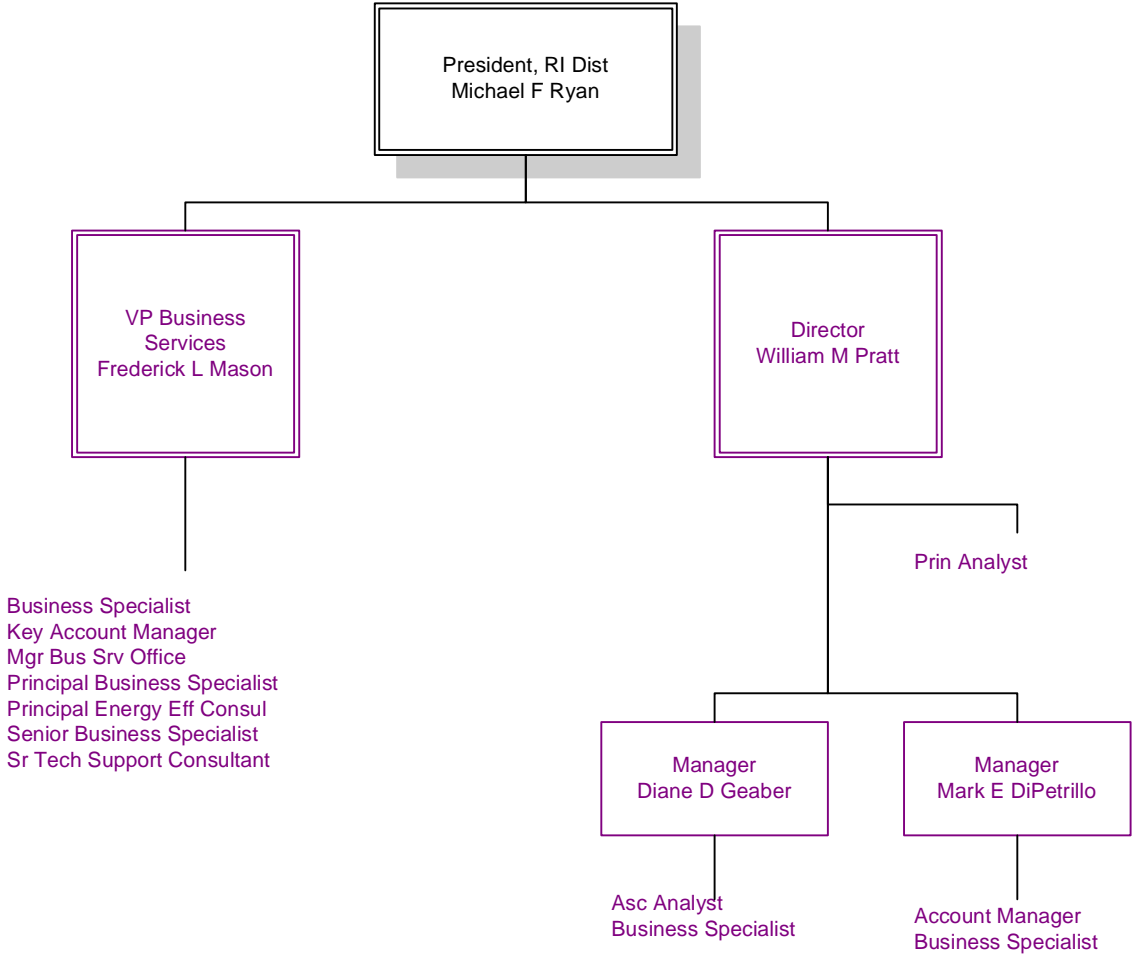 President, RI Dist
Michael F Ryan
VP Business
Services
Frederick L Mason
Director
William M Pratt
Prin Analyst
Business Specialist
Key Account Manager
Mgr Bus Srv Office
Principal Business Specialist
Principal Energy Eff Consul
Senior Business Specialist
Sr Tech Support Consultant
Manager
Diane D Geaber
Manager
Mark E DiPetrillo
Asc Analyst
Business Specialist
Account Manager
Business Specialist